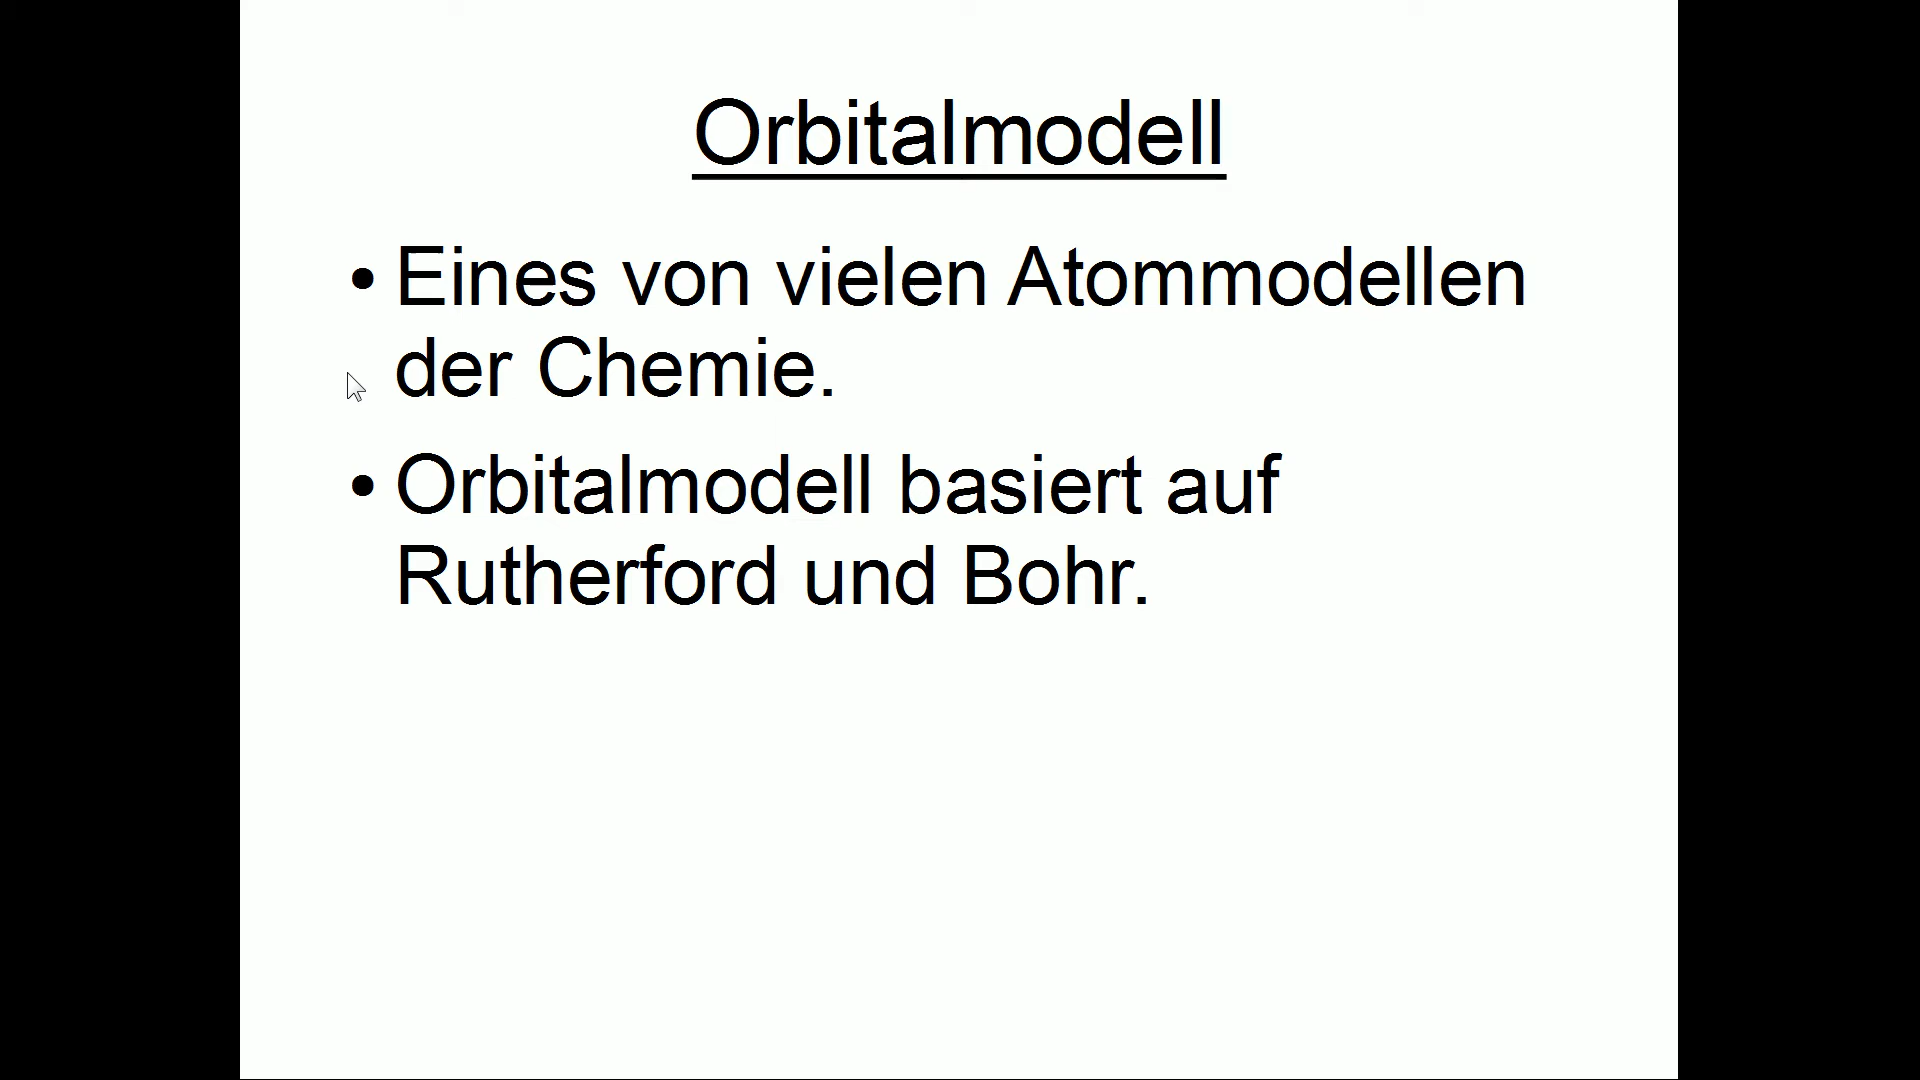 Orbitalmodell
• Eines von vielen Atommodellen
der Chemie.
• Orbitalmodell basiert auf
Rutherford und Bohr.